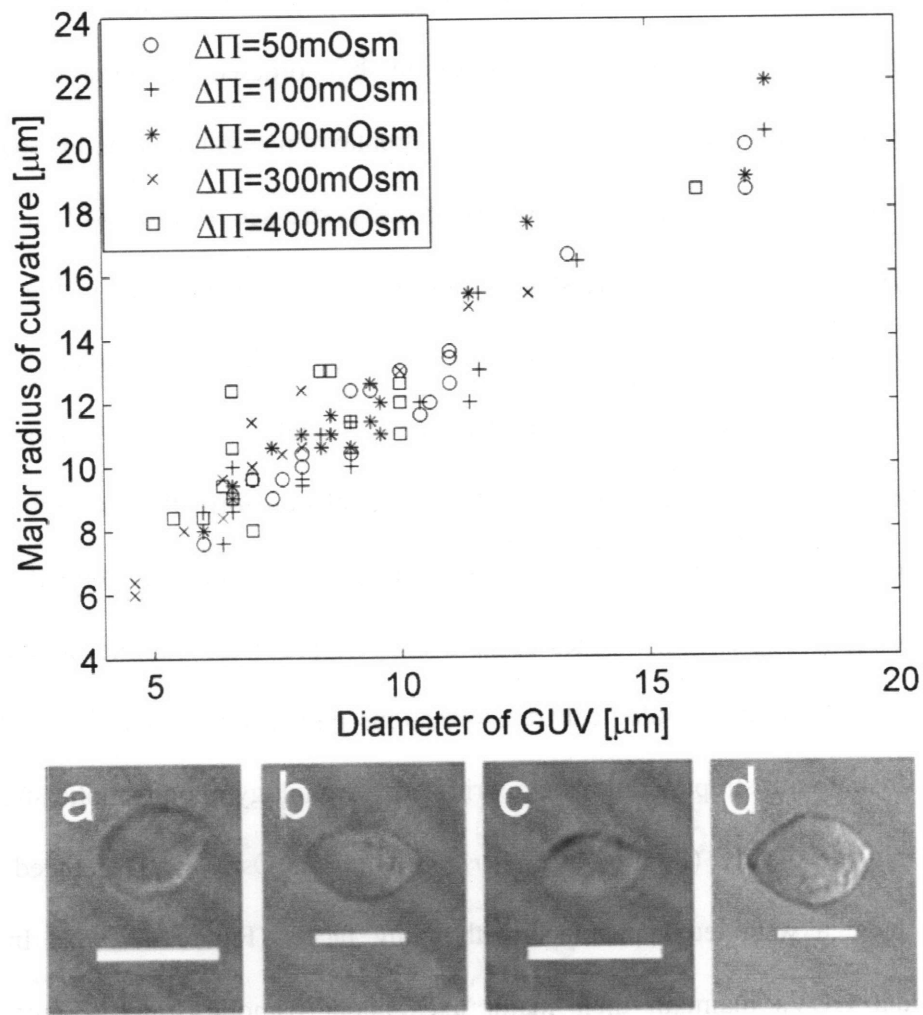 24
22
20
18
16
14
12
10
8
6
4
Major radius of curvature [μm]
ΔΠ=50mOsm
ΔΠ=100mOsm
ΔΠ=200mOsm
ΔΠ=300mOsm
ΔΠ=400mOsm
5 10 15 20
Diameter of GUV [μm]
a b c d